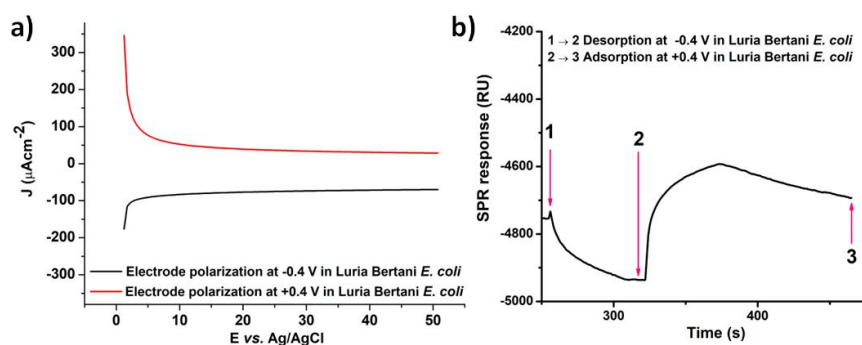 a)
J (μAcm-2)
300
200
100
0
-100
-200
-300
Electrode polarization at -0.4 V in Luria Bertani E. coli
Electrode polarization at +0.4 V in Luria Bertani E. coli
0 10 20 30 40 50
E vs. Ag/AgCl
b)
SPR response (RU)
-4200
-4400
-4600
-4800
-5000
1 → 2 Desorption at -0.4 V in Luria Bertani E. coli
2 → 3 Adsorption at +0.4 V in Luria Bertani E. coli
1
2
3
300 400
Time (s)